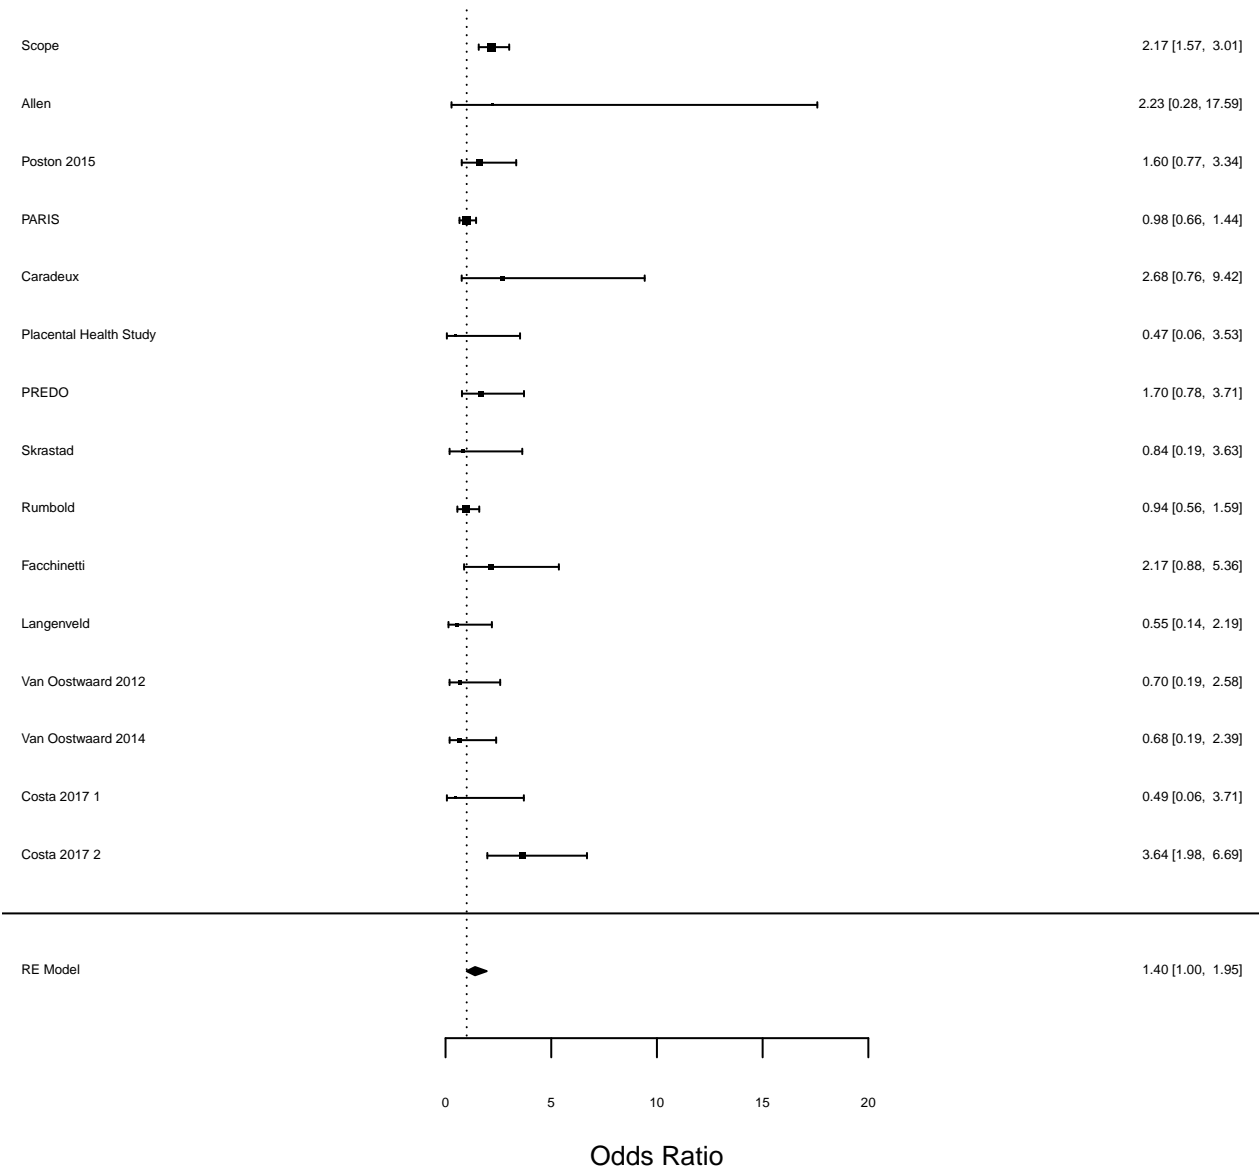 Scope 2.17 [1.57, 3.01]
Allen 2.23 [0.28, 17.59]
Poston 2015 1.60 [0.77, 3.34]
PARIS 0.98 [0.66, 1.44]
Caradeux 2.68 [0.76, 9.42]
Placental Health Study 0.47 [0.06, 3.53]
PREDO 1.70 [0.78, 3.71]
Skrastad 0.84 [0.19, 3.63]
Rumbold 0.94 [0.56, 1.59]
Facchinetti 2.17 [0.88, 5.36]
Langenveld 0.55 [0.14, 2.19]
Van Oostwaard 2012 0.70 [0.19, 2.58]
Van Oostwaard 2014 0.68 [0.19, 2.39]
Costa 2017 1 0.49 [0.06, 3.71]
Costa 2017 2 3.64 [1.98, 6.69]
RE Model 1.40 [1.00, 1.95]
0 5 10 15 20
Odds Ratio